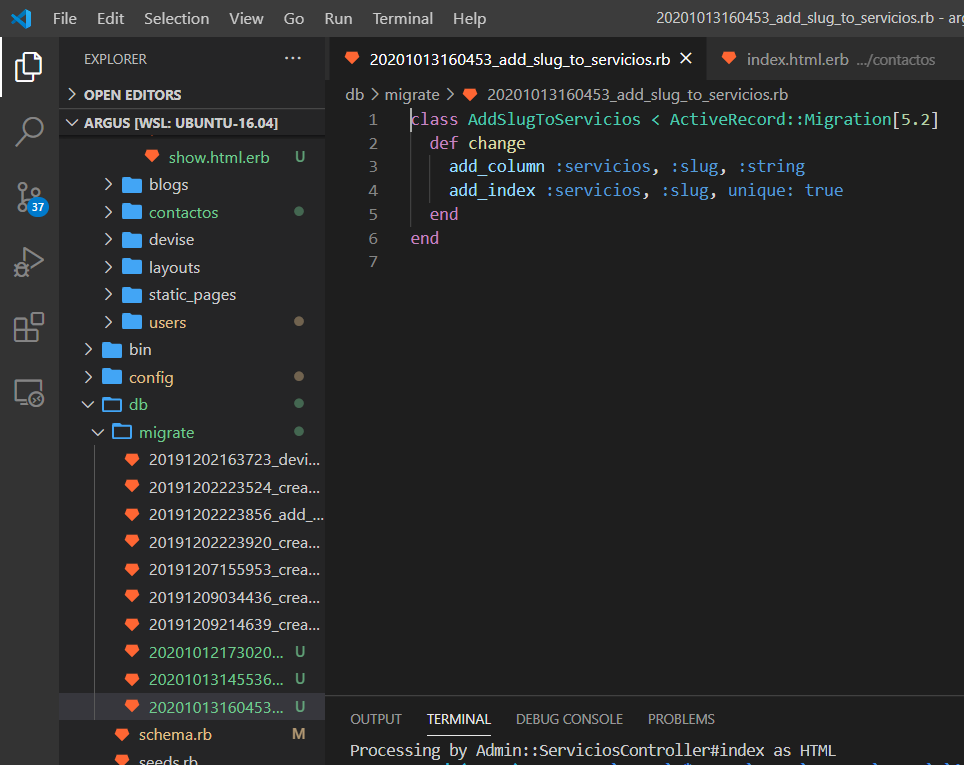 File Edit Selection View Go Run Terminal Help 20201013160453_add_slug_to_servicios.rb - arg
EXPLORER ...
OPEN EDITORS
ARGUS [WSL: UBUNTU-16.04]
show.html.erb U
blogs
contactos
devise
layouts
static_pages
users
bin
config
db
migrate
20191202163723_devi...
20191202223524_crea...
20191202223856_add_...
20191202223920_crea...
20191207155953_crea...
20191209034436_crea...
20191209214639_crea...
20201012173020... U
20201013145536... U
20201013160453... U
schema.rb M
seeds.rb
37
20201013160453_add_slug_to_servicios.rb index.html.erb .../contactos
db > migrate > 20201013160453_add_slug_to_servicios.rb
1 class AddSlugToServicios < ActiveRecord::Migration[5.2]
2 def change
3 add_column :servicios, :slug, :string
4 add_index :servicios, :slug, unique: true
5 end
6 end
7
OUTPUT TERMINAL DEBUG CONSOLE PROBLEMS
Processing by Admin::ServiciosController#index as HTML